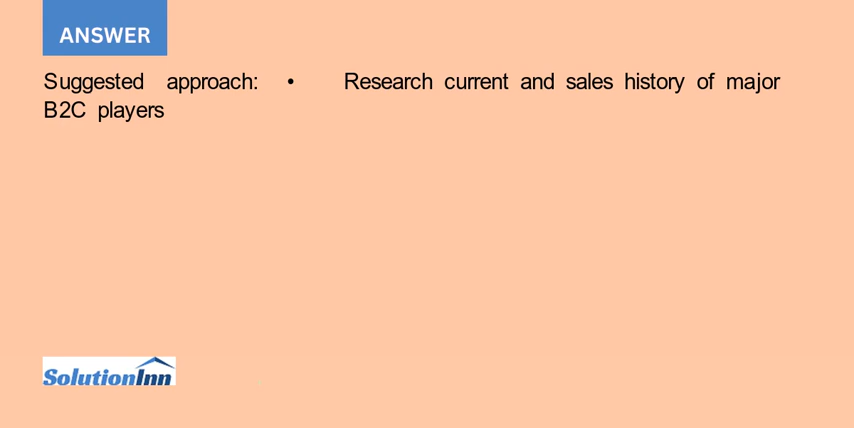 ANSWER
Suggested approach: • Research current and sales history of major
B2C players
SolutionInn